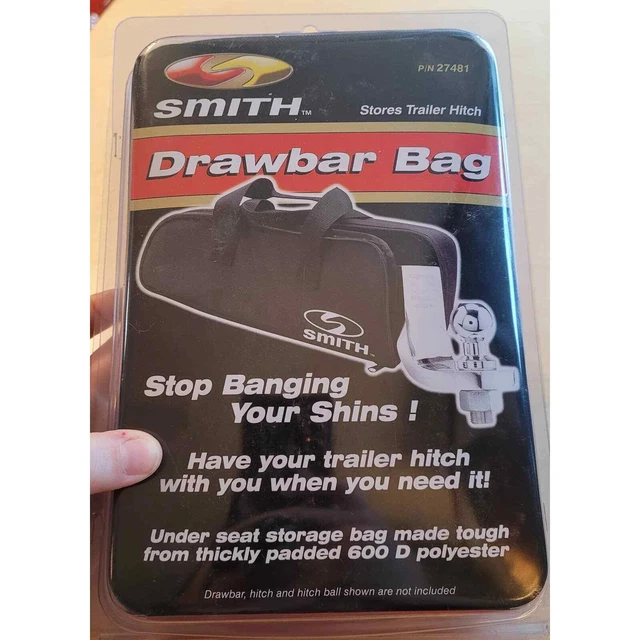 P/N 27481
SMITH™
Stores Trailer Hitch
Drawbar Bag
SMITH™
Stop Banging
Your Shins !
Have your trailer hitch
with you when you need it!
Under seat storage bag made tough
from thickly padded 600 D polyester
Drawbar, hitch and hitch ball shown are not included